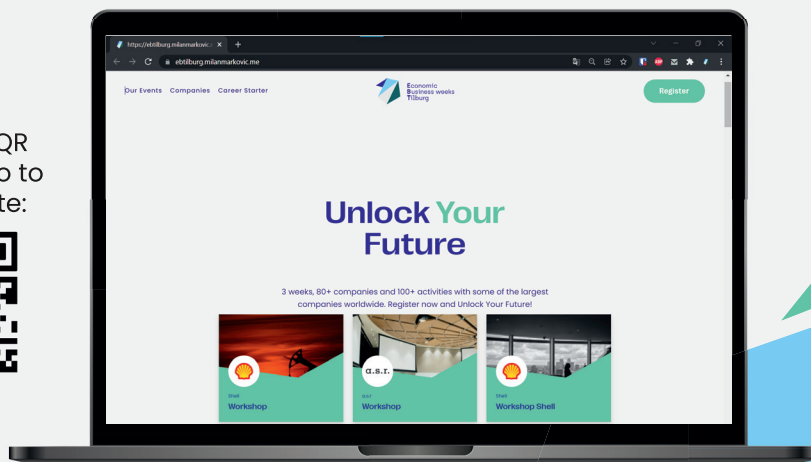 QR
o to
te:
https://ebtilburg.milanmarkovic.
ebtilburg.milanmarkovic.me
Our Events Companies Career Starter
Economic
Business weeks
Tilburg
Register
Unlock Your
Future
3 weeks, 80+ companies and 100+ activities with some of the largest
companies worldwide. Register now and Unlock Your Future!
a.s.r.
Shell
Workshop
a.s.r
Workshop
Shell
Workshop Shell